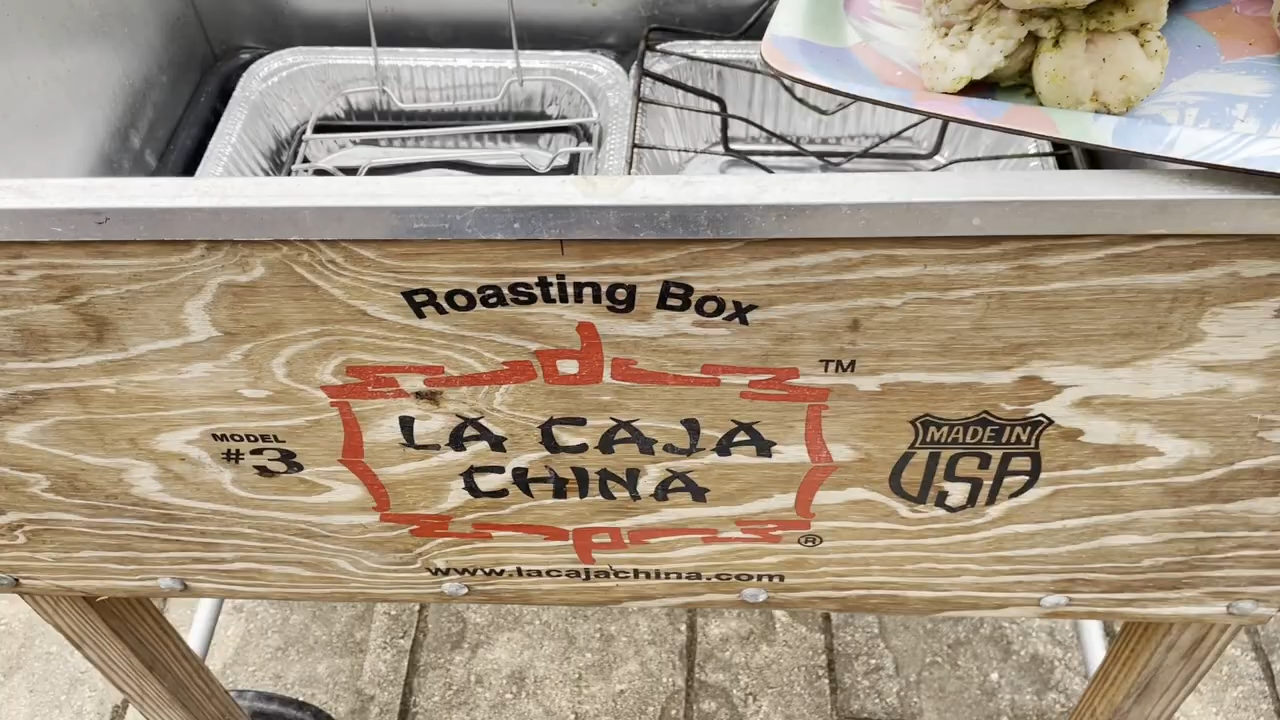 Roasting Box
TM
LA CAJA
CHINA
®
MODEL
#3
MADE IN
USA
www.lacajachina.com